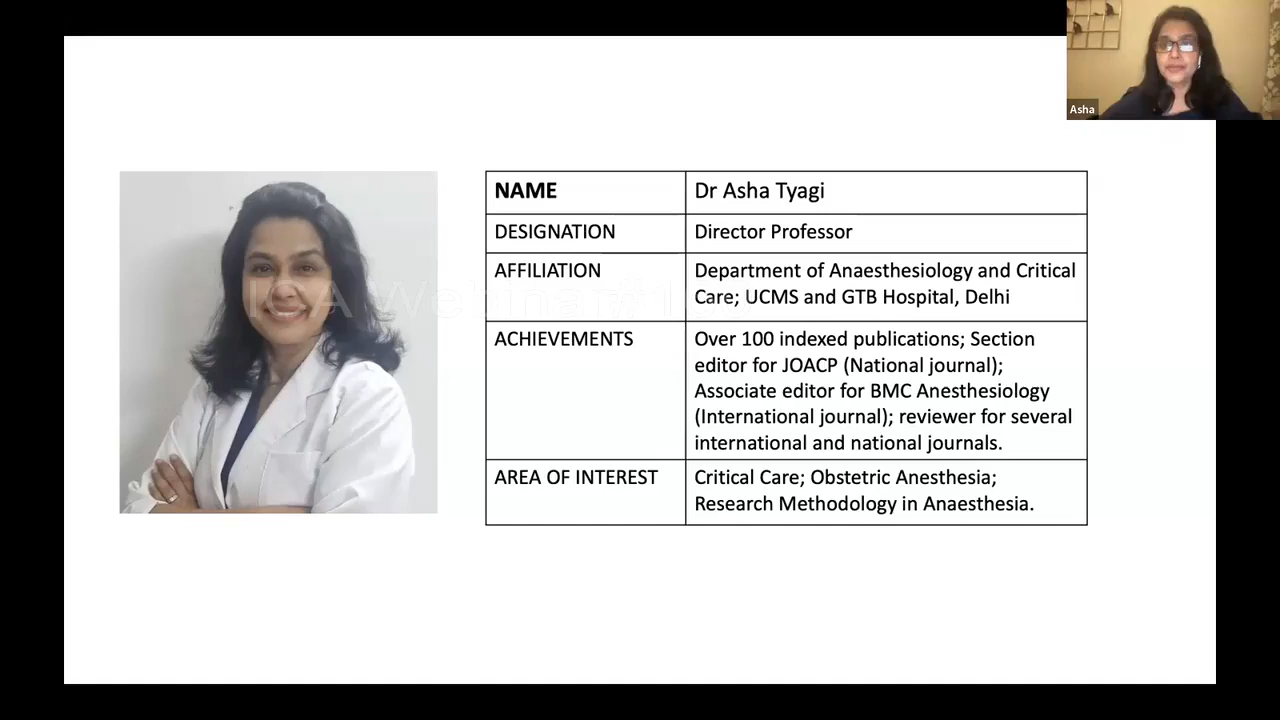 Asha
NAME
Dr Asha Tyagi
DESIGNATION
Director Professor
AFFILIATION
Department of Anaesthesiology and Critical
Care; UCMS and GTB Hospital, Delhi
ACHIEVEMENTS
Over 100 indexed publications; Section
editor for JOACP (National journal);
Associate editor for BMC Anesthesiology
(International journal); reviewer for several
international and national journals.
AREA OF INTEREST
Critical Care; Obstetric Anesthesia;
Research Methodology in Anaesthesia.